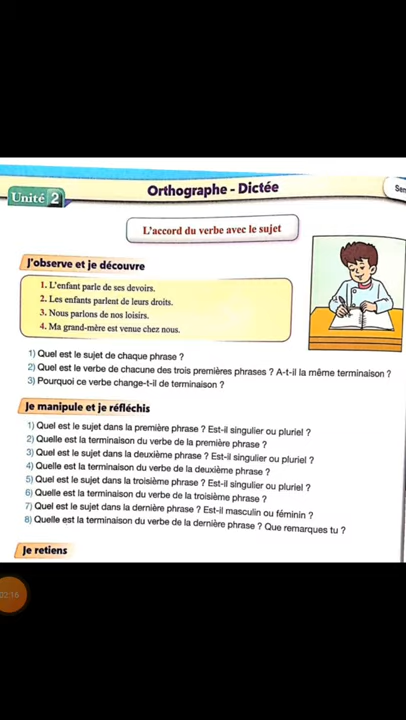 Unité 2
Orthographe - Dictée
Sem
L'accord du verbe avec le sujet
J'observe et je découvre
1. L'enfant parle de ses devoirs.
2. Les enfants parlent de leurs droits.
3. Nous parlons de nos loisirs.
4. Ma grand-mère est venue chez nous.
1) Quel est le sujet de chaque phrase ?
2) Quel est le verbe de chacune des trois premières phrases ? A-t-il la même terminaison ?
3) Pourquoi ce verbe change-t-il de terminaison ?
Je manipule et je réfléchis
1) Quel est le sujet dans la première phrase ? Est-il singulier ou pluriel ?
2) Quelle est la terminaison du verbe de la première phrase ?
3) Quel est le sujet dans la deuxième phrase ? Est-il singulier ou pluriel ?
4) Quelle est la terminaison du verbe de la deuxième phrase ?
5) Quel est le sujet dans la troisième phrase ? Est-il singulier ou pluriel ?
6) Quelle est la terminaison du verbe de la troisième phrase ?
7) Quel est le sujet dans la dernière phrase ? Est-il masculin ou féminin ?
8) Quelle est la terminaison du verbe de la dernière phrase ? Que remarques tu ?
Je retiens
02:16